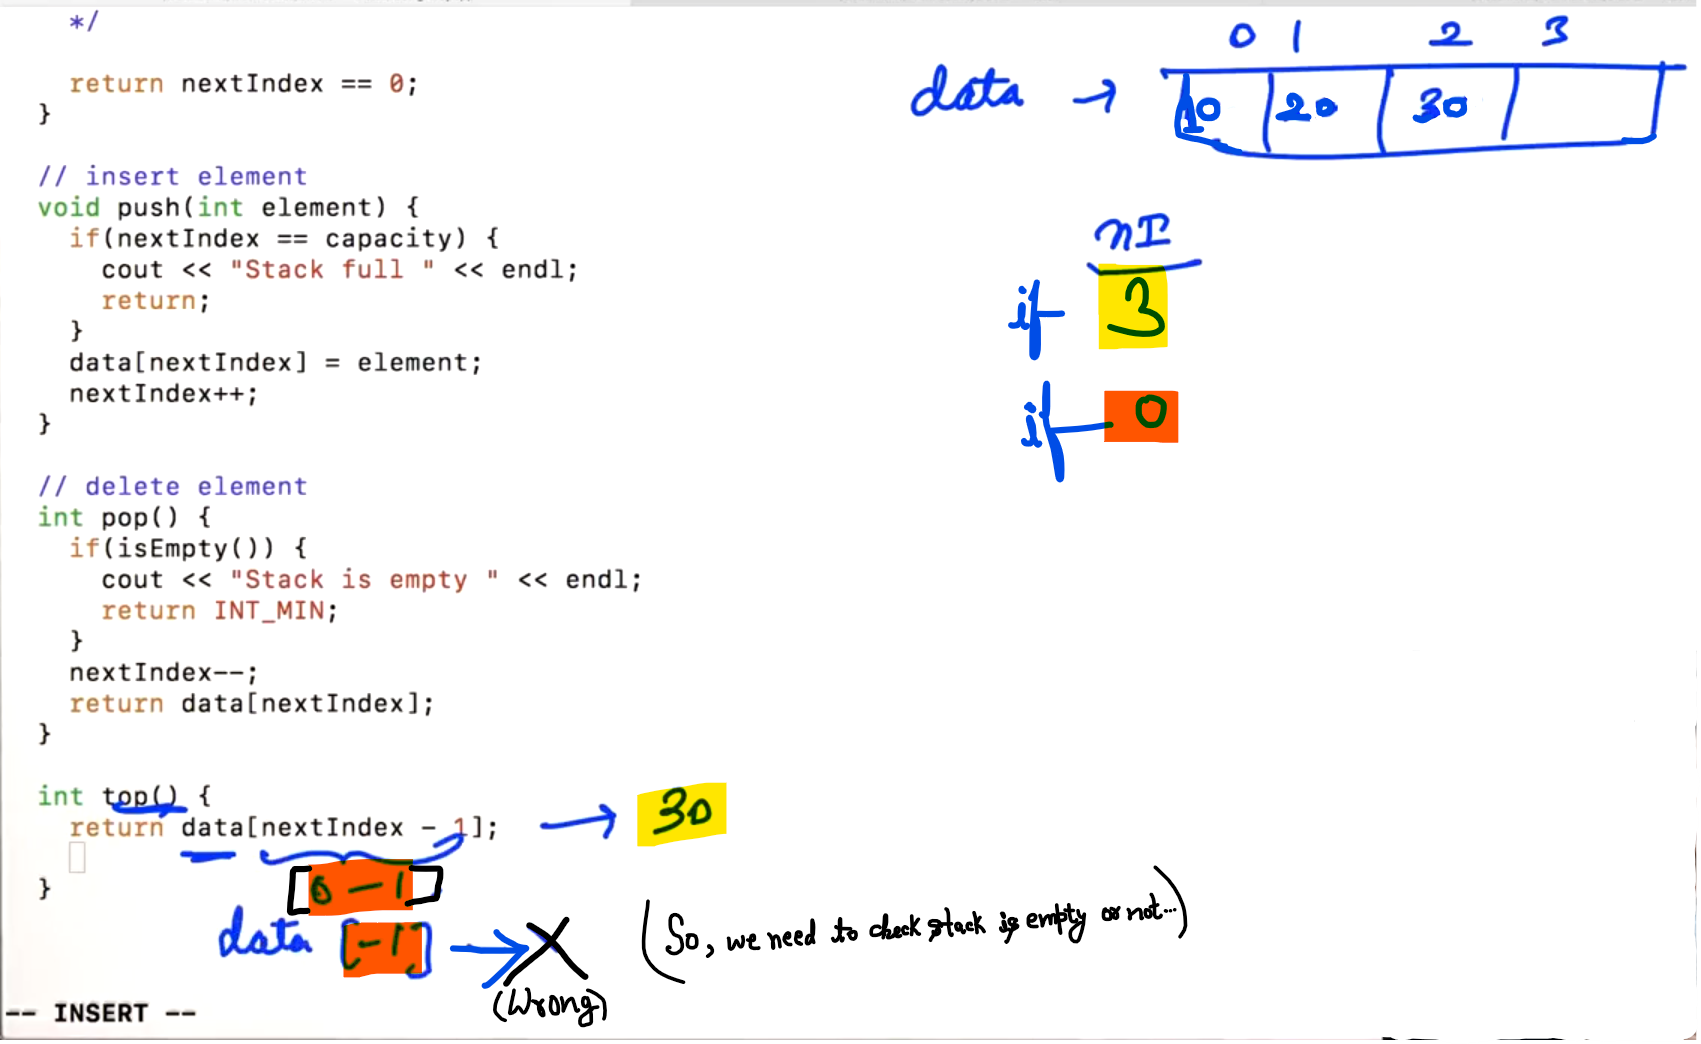 */
return nextIndex == 0;
}
// insert element
void push(int element) {
if(nextIndex == capacity) {
cout << "Stack full " << endl;
return;
}
data[nextIndex] = element;
nextIndex++;
}
// delete element
int pop() {
if(isEmpty()) {
cout << "Stack is empty " << endl;
return INT_MIN;
}
nextIndex--;
return data[nextIndex];
}
int top() {
return data[nextIndex - 1]; → 30
[0 - 1]
}
data [-1] → X
(Wrong)
(So, we need to check stack is empty or not...)
-- INSERT --
0 1 2 3
data → 10 20 30
nI
if 3
if 0